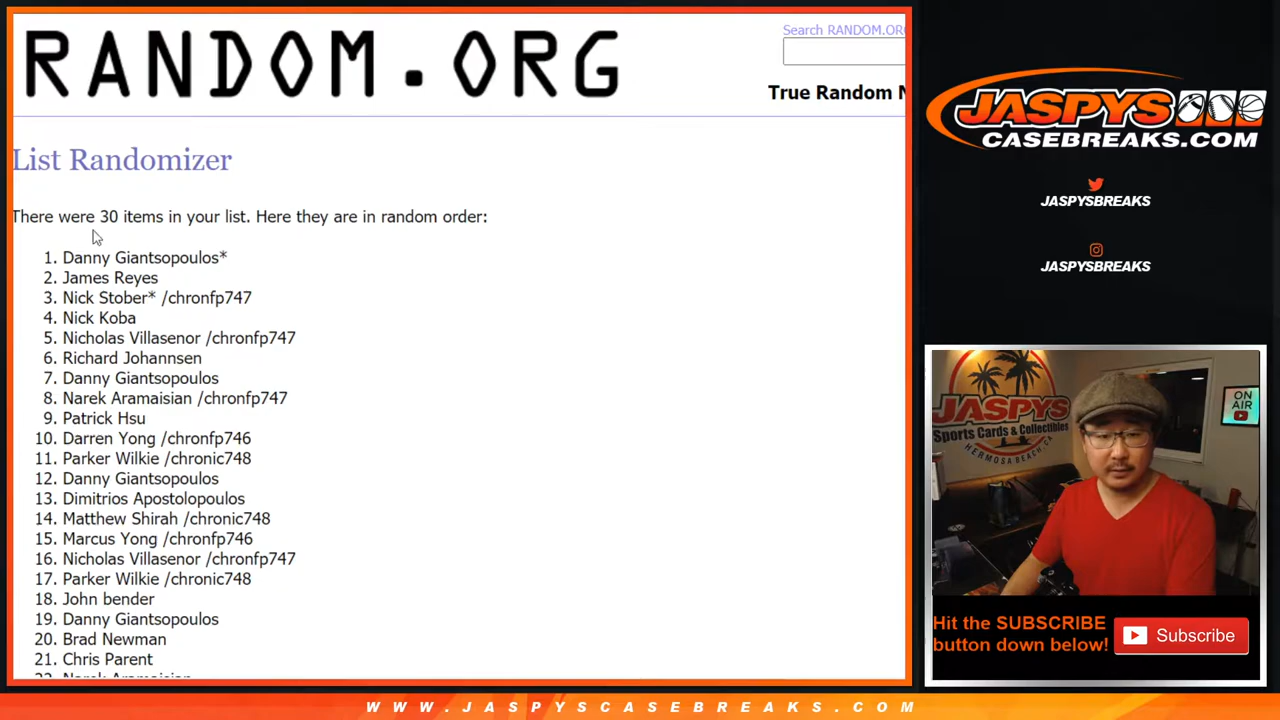 RANDOM.ORG
Search RANDOM.OR
True Random N
List Randomizer
There were 30 items in your list. Here they are in random order:
1. Danny Giantsopoulos*
2. James Reyes
3. Nick Stober* /chronfp747
4. Nick Koba
5. Nicholas Villasenor /chronfp747
6. Richard Johannsen
7. Danny Giantsopoulos
8. Narek Aramaisian /chronfp747
9. Patrick Hsu
10. Darren Yong /chronfp746
11. Parker Wilkie /chronic748
12. Danny Giantsopoulos
13. Dimitrios Apostolopoulos
14. Matthew Shirah /chronic748
15. Marcus Yong /chronfp746
16. Nicholas Villasenor /chronfp747
17. Parker Wilkie /chronic748
18. John bender
19. Danny Giantsopoulos
20. Brad Newman
21. Chris Parent
JASPYS
CASEBREAKS.COM
JASPYSBREAKS
JASPYSBREAKS
JASPYS
Sports Cards & Collectibles
HERMOSA BEACH, CA
ON
AIR
Hit the SUBSCRIBE
button down below!
Subscribe
WWW.JASPYSCASEBREAKS.COM